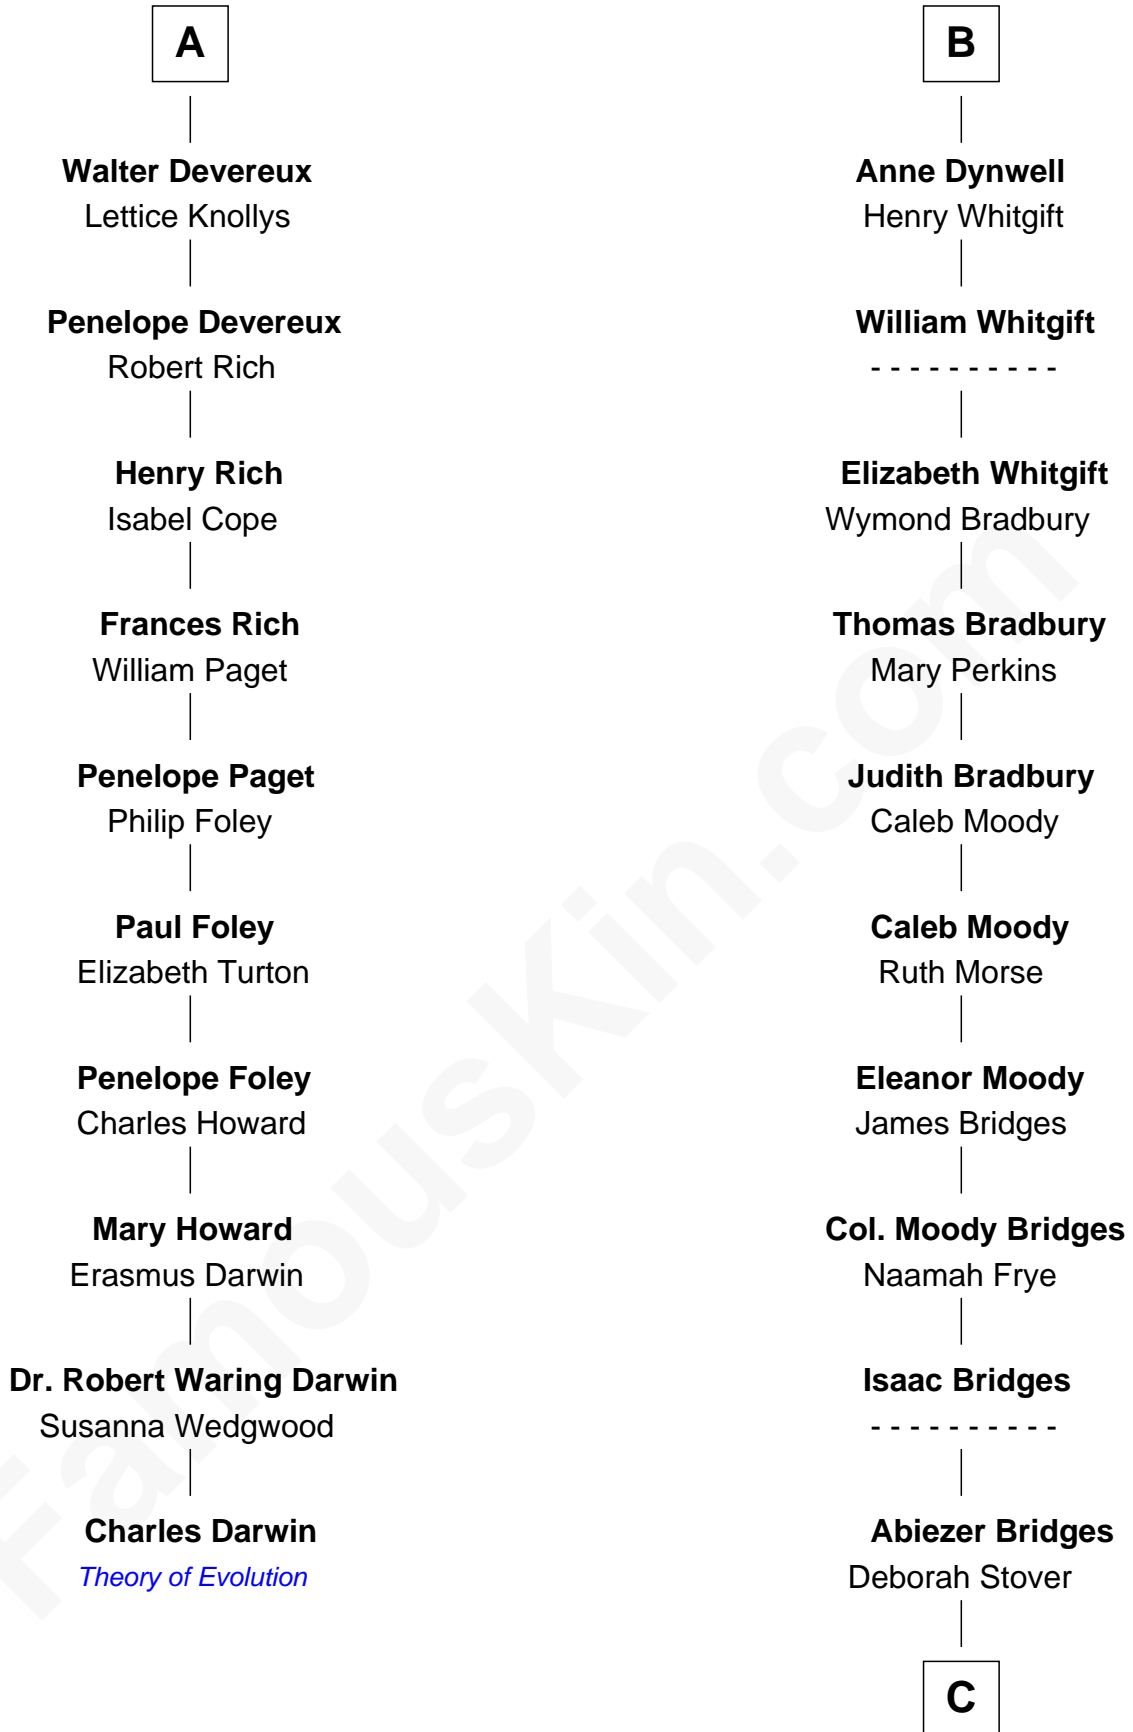 A
Walter Devereux
Lettice Knollys
Penelope Devereux
Robert Rich
Henry Rich
Isabel Cope
Frances Rich
William Paget
Penelope Paget
Philip Foley
Paul Foley
Elizabeth Turton
Penelope Foley
Charles Howard
Mary Howard
Erasmus Darwin
Dr. Robert Waring Darwin
Susanna Wedgwood
Charles Darwin
Theory of Evolution
B
Anne Dynwell
Henry Whitgift
William Whitgift
- - - - - - - - - -
Elizabeth Whitgift
Wymond Bradbury
Thomas Bradbury
Mary Perkins
Judith Bradbury
Caleb Moody
Caleb Moody
Ruth Morse
Eleanor Moody
James Bridges
Col. Moody Bridges
Naamah Frye
Isaac Bridges
- - - - - - - - - -
Abiezer Bridges
Deborah Stover
C
FamousKin.com